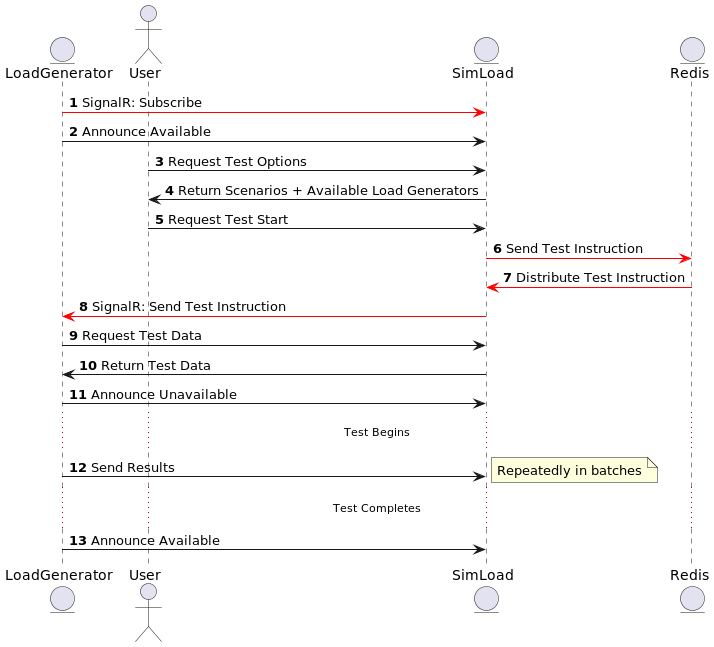 LoadGenerator User SimLoad Redis
1 SignalR: Subscribe
2 Announce Available
3 Request Test Options
4 Return Scenarios + Available Load Generators
5 Request Test Start
6 Send Test Instruction
7 Distribute Test Instruction
8 SignalR: Send Test Instruction
9 Request Test Data
10 Return Test Data
11 Announce Unavailable
Test Begins
12 Send Results
Repeatedly in batches
Test Completes
13 Announce Available
LoadGenerator User SimLoad Redis